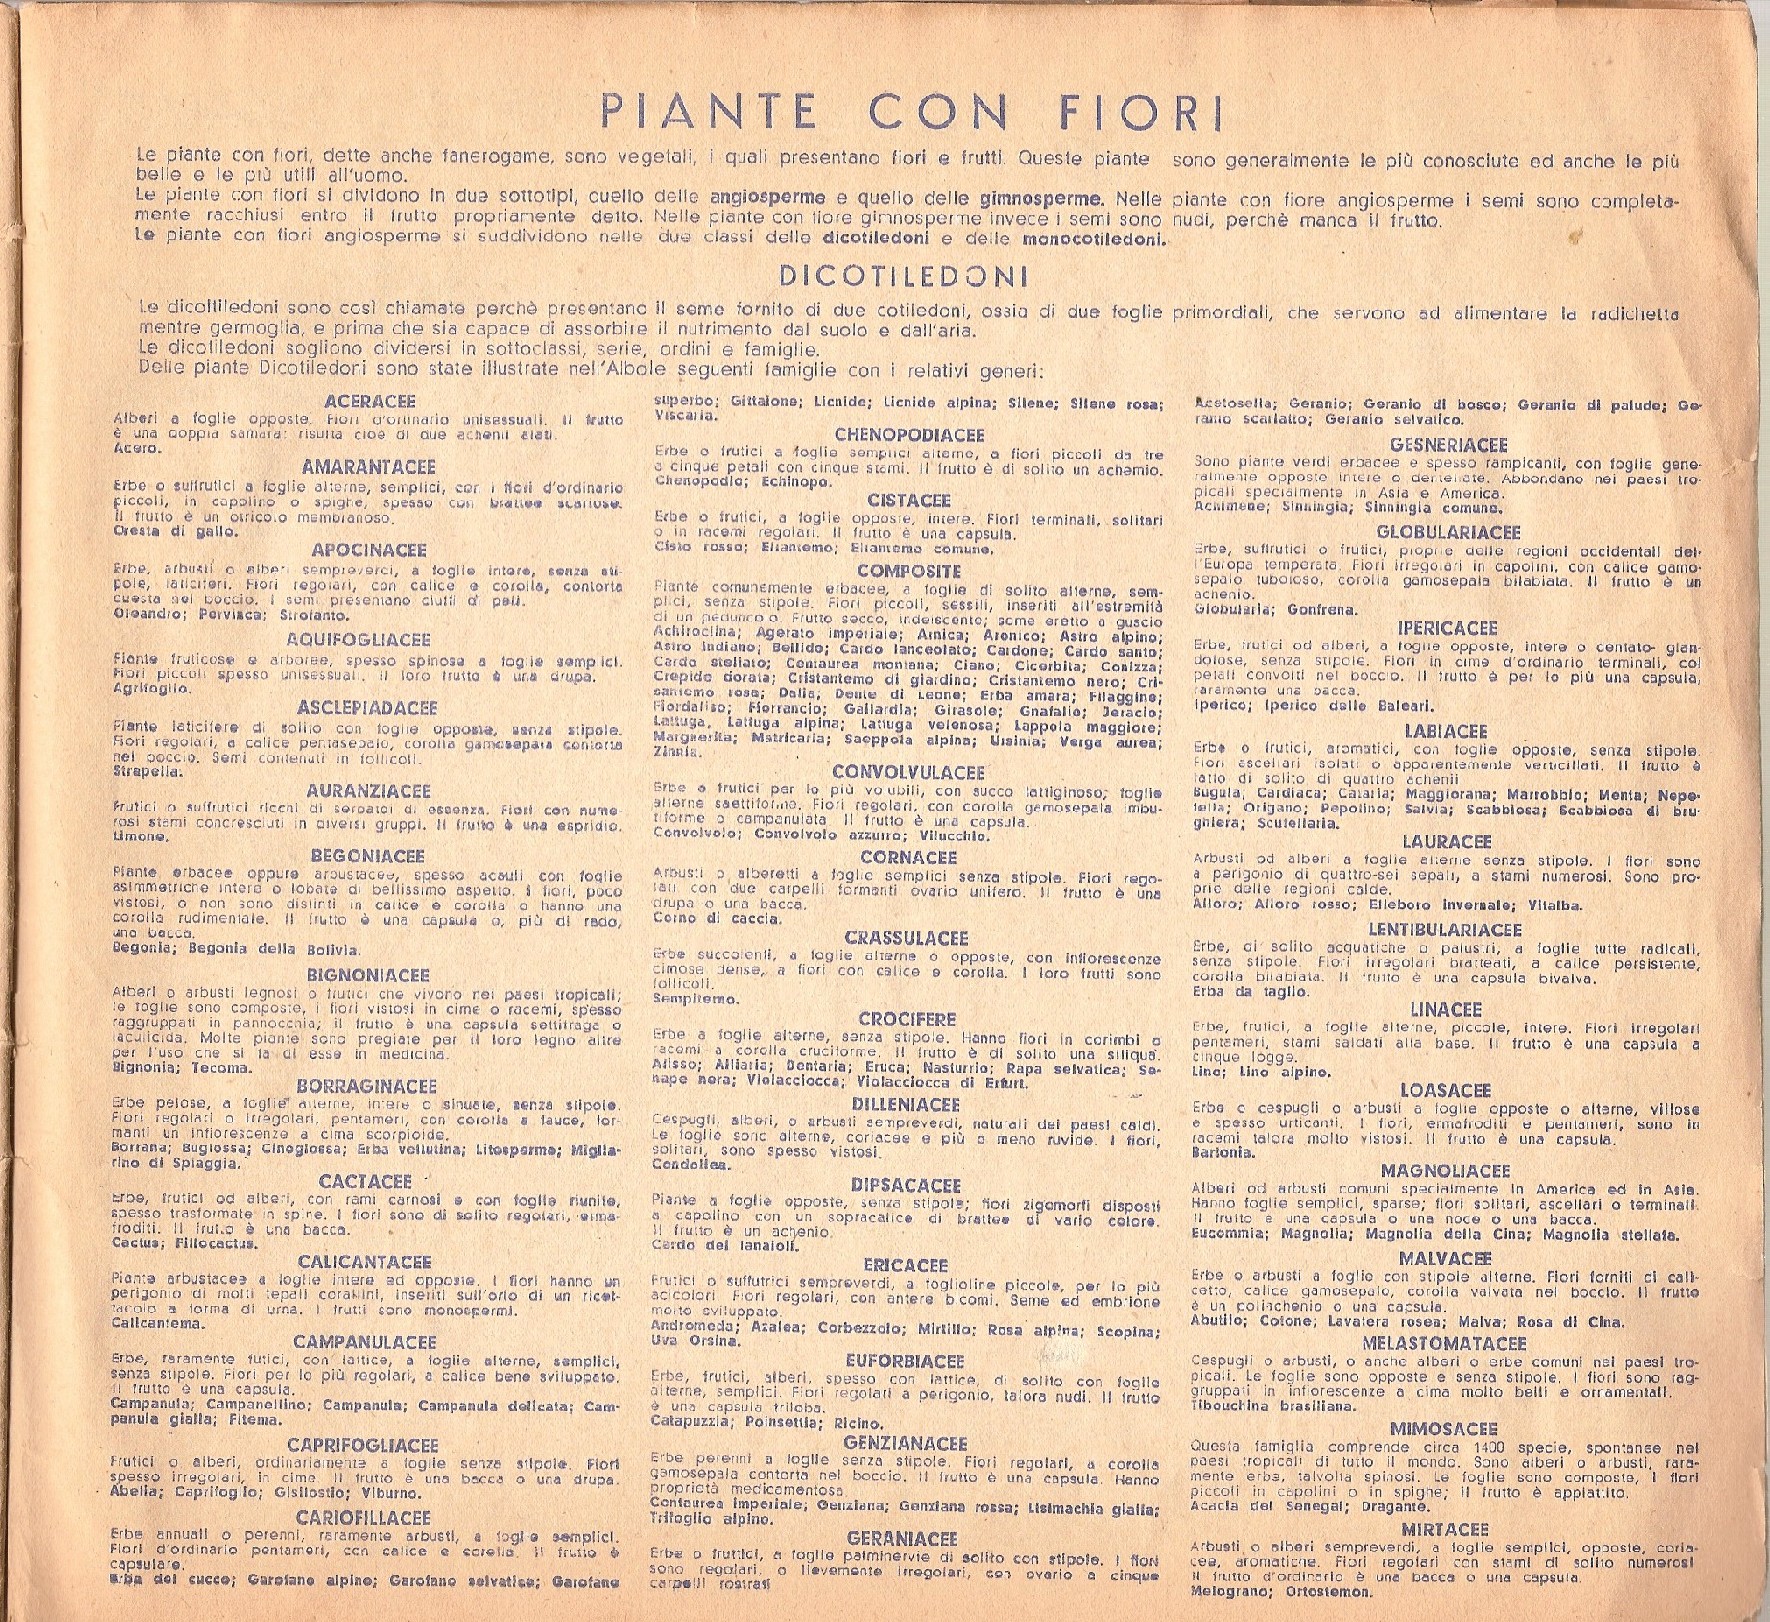 PIANTE CON FIORI
Le piante con fiori, dette anche fanerogame, sono vegetali, i quali presentano fiori e frutti. Queste piante sono generalmente le più conosciute ed anche le più
belle e le più utili all'uomo.
Le piante con fiori si dividono in due sottotipi, quello delle angiosperme e quello delle gimnosperme. Nelle piante con fiore angiosperme i semi sono completa-
mente racchiusi entro il frutto propriamente detto. Nelle piante con fiore gimnosperme invece i semi sono nudi, perchè manca il frutto.
Le piante con fiori angiosperme si suddividono nelle due classi delle dicotiledoni e delle monocotiledoni.
DICOTILEDONI
Le dicotiledoni sono così chiamate perchè presentano il seme fornito di due cotiledoni, ossia di due foglie primordiali, che servono ad alimentare la radichetta
mentre germoglia, e prima che sia capace di assorbire il nutrimento dal suolo e dall'aria.
Le dicotiledoni sogliono dividersi in sottoclassi, serie, ordini e famiglie.
Delle piante Dicotiledori sono state illustrate nel'Albole seguenti famiglie con i relativi generi:
ACERACEE
Alberi a foglie opposte. Fiori d'ordinario unisessuali. Il frutto
è una doppia samara: risulta cioè di due achenii alati.
Acero.
AMARANTACEE
Erbe o suffrutici a foglie alterne, semplici, con i fiori d'ordinario
piccoli, in capolino o spighe, spesso con brattee scariose.
Il frutto è un otricolo membranoso.
Cresta di gallo.
APOCINACEE
Erbe, arbusti o alberi sempreverdi, a foglie intere, senza sti-
pole, laticiferi. Fiori regolari, con calice e corolla, contorta
questa nel boccio. I semi presentano ciuffi di peli.
Oleandro; Pervinca; Strofanto.
AQUIFOGLIACEE
Piante fruticose e arboree, spesso spinose a foglie semplici.
Fiori piccoli spesso unisessuali. Il loro frutto è una drupa.
Agrifoglio.
ASCLEPIADACEE
Piante laticifere di solito con foglie opposte, senza stipole.
Fiori regolari, a calice pentasepalo, corolla gamosepala contorta
nel boccio. Semi contenuti in follicoli.
Strapelia.
AURANZIACEE
Frutici o suffrutici ricchi di serbatoi di essenza. Fiori con nume-
rosi stami concresciuti in diversi gruppi. Il frutto è una espridio.
Limone.
BEGONIACEE
Piante erbacee oppure arbustacee, spesso acauli con foglie
asimmetriche intere o lobate di bellissimo aspetto. I fiori, poco
vistosi, o non sono distinti in calice e corolla o hanno una
corolla rudimentale. Il frutto è una capsula o, più di rado,
una bacca.
Begonia; Begonia della Bolivia.
BIGNONIACEE
Alberi o arbusti legnosi o frutici che vivono nei paesi tropicali;
le foglie sono composte, i fiori vistosi in cime o racemi, spesso
raggruppati in pannocchia; il frutto è una capsula settifraga o
loculicida. Molte piante sono pregiate per il loro legno altre
per l'uso che si fa di esse in medicina.
Bignonia; Tecoma.
BORRAGINACEE
Erbe pelose, a foglie alterne, intere o sinuate, senza stipole.
Fiori regolari o irregolari, pentameri, con corolla a fauce, for-
manti un infiorescenze a cima scorpioide.
Borrana; Buglossa; Cinoglossa; Erba vellutina; Litosperma; Miglia-
rino di Spiaggia.
CACTACEE
Erbe, frutici od alberi, con rami carnosi e con foglie riunite,
spesso trasformate in spine. I fiori sono di solito regolari, erma-
froditi. Il frutto è una bacca.
Cactus; Fillocactus.
CALICANTACEE
Piante arbustacee a foglie intere ed opposte. I fiori hanno un
perigonio di molti tepali corallini, inseriti sull'orlo di un ricet-
tacolo a forma di urna. I frutti sono monospermi.
Calicantema.
CAMPANULACEE
Erbe, raramente futici, con lattice, a foglie alterne, semplici,
senza stipole. Fiori per lo più regolari, a calice bene sviluppato.
Il frutto è una capsula.
Campanula; Campanellino; Campanula; Campanula delicata; Cam-
panula gialla; Fitema.
CAPRIFOGLIACEE
Frutici o alberi, ordinariamente a foglie senza stipole. Fiori
spesso irregolari, in cime. Il frutto è una bacca o una drupa.
Abelia; Caprifoglio; Gisilostio; Viburno.
CARIOFILLACEE
Erbe annuali o perenni, raramente arbusti, a foglie semplici.
Fiori d'ordinario pentameri, con calice e corolla. Il frutto è
capsulare.
Erba del cucco; Garofano alpino; Garofano selvatico; Garofano
superbo; Gittaione; Licnide; Licnide alpina; Silene; Silene rosa;
Viscaria.
CHENOPODIACEE
Erbe o frutici a foglie semplici alterne, a fiori piccoli da tre
a cinque petali con cinque stami. Il frutto è di solito un achemio.
Chenopodio; Echinopo.
CISTACEE
Erbe o frutici, a foglie opposte, intere. Fiori terminali, solitari
o in racemi regolari. Il frutto è una capsula.
Cisto rosso; Eliantemo; Eliantemo comune.
COMPOSITE
Piante comunemente erbacee, a foglie di solito alterne, sem-
plici, senza stipole. Fiori piccoli, sessili, inseriti all'estremità
di un peduncolo. Frutto secco, indeiscente; seme eretto a guscio
Achiroclina; Agerato imperiale; Arnica; Aronico; Astro alpino;
Astro Indiano; Bellido; Cardo lanceolato; Cardone; Cardo santo;
Cardo stellato; Centaurea montana; Ciano; Cicerbita; Conizza;
Crepide dorata; Cristantemo di giardino; Cristantemo nero; Cri-
santemo rosa; Dalia; Dente di Leone; Erba amara; Filaggine;
Fiordaliso; Fiorrancio; Gallardia; Girasole; Gnafalio; Jeracio;
Lattuga, Lattuga alpina; Lattuga velenosa; Lappola maggiore;
Margherita; Matricaria; Saeppola alpina; Ursinia; Verga aurea;
Zinnia.
CONVOLVULACEE
Erbe o frutici per lo più volubili, con succo lattiginoso; foglie
alterne saettiforme. Fiori regolari, con corolla gamosepala imbu-
tiforme o campanulata. Il frutto è una capsula.
Convolvolo; Convolvolo azzurro; Vilucchio.
CORNACEE
Arbusti o alberetti a foglie semplici senza stipole. Fiori rego-
lari con due carpelli formanti ovario unifero. Il frutto è una
drupa o una bacca.
Corno di caccia.
CRASSULACEE
Erbe succolenti, a foglie alterne o opposte, con infiorescenze
cimose dense, a fiori con calice e corolla. I loro frutti sono
follicoli.
Sempiterno.
CROCIFERE
Erbe a foglie alterne, senza stipole. Hanno fiori in corimbi o
racemi a corolla cruciforme. Il frutto è di solito una siliqua.
Alisso; Alliaria; Dentaria; Eruca; Nasturrio; Rapa selvatica; Se-
nape nera; Violacciocca; Violacciocca di Erfurt.
DILLENIACEE
Cespugli, alberi, o arbusti sempreverdi, naturali dei paesi caldi.
Le foglie sono alterne, coriacee e più o meno ruvide. I fiori,
solitari, sono spesso vistosi.
Condollea.
DIPSACACEE
Piante a foglie opposte, senza stipole; fiori zigomorfi disposti
a capolino con un sopracalice di brattee di vario colore.
Il frutto è un achenio.
Cardo dei lanaioli.
ERICACEE
Frutici o suffutrici sempreverdi, a fogliolire piccole, per lo più
acicolori Fiori regolari, con antere bicorni. Seme ed embrione
molto sviluppato.
Andromeda; Azalea; Corbezzolo; Mirtillo; Rosa alpina; Scopina;
Uva Orsina.
EUFORBIACEE
Erbe, frutici, alberi, spesso con lattice, di solito con foglie
alterne, semplici. Fiori regolari a perigonio, talora nudi. Il frutto
è una capsula triloba.
Catapuzzia; Poinsettia; Ricino.
GENZIANACEE
Erbe perenni a foglie senza stipole. Fiori regolari, a corolla
gamosepala contorta nel boccio. Il frutto è una capsula. Hanno
proprietà medicamentosa.
Contaurea imperiale; Genziana; Genziana rossa; Lisimachia gialla;
Trifoglio alpino.
GERANIACEE
Erbe o fruttici, a foglie palminervie di solito con stipole. I fiori
sono regolari, o lievemente irregolari, con ovario a cinque
carpelli rostrati
Acetosella; Geranio; Geranio di bosco; Geranio di palude; Ge-
ranio scarlatto; Geranio selvatico.
GESNERIACEE
Sono piante verdi erbacee e spesso rampicanti, con foglie gene-
ralmente opposte intere o dentellate. Abbondano nei paesi tro-
picali specialmente in Asia e America.
Achimene; Sinningia; Sinningia comune.
GLOBULARIACEE
Erbe, suffrutici o frutici, proprie delle regioni occidentali del-
l'Europa temperata. Fiori irregolari in capolini, con calice gamo-
sepalo tuboloso, corolla gamosepala bilabiata. Il frutto è un
achenio.
Globularia; Gonfrena.
IPERICACEE
Erbe, frutici od alberi, a foglie opposte, intere o centato-glan-
dolose, senza stipole. Fiori in cime d'ordinario terminali, col
petali convolti nel boccio. Il frutto è per lo più una capsula,
raramente una bacca.
Iperico; Iperico delle Baleari.
LABIACEE
Erbe o frutici, aromatici, con foglie opposte, senza stipole.
Fiori ascellari isolati o apparentemente verticillati. Il frutto è
fatto di solito di quattro achenii
Bugula, Cardiaca; Cataria; Maggiorana; Marrobbio; Menta; Nepe-
tella; Origano; Pepolino; Salvia; Scabbiosa; Scabbiosa di bru-
ghiera; Scutellaria.
LAURACEE
Arbusti od alberi a foglie alterne senza stipole. I fiori sono
a perigonio di quattro-sei sepali, a stami numerosi. Sono pro-
prie delle regioni calde.
Alloro; Alloro rosso; Elleboro invernale; Vitalba.
LENTIBULARIACEE
Erbe, di solito acquatiche o palustri, a foglie tutte radicali,
senza stipole. Fiori irregolari bratteati, a calice persistente,
corolla bilabiata. Il frutto è una capsula bivalva.
Erba da taglio.
LINACEE
Erbe, frutici, a foglie alterne, piccole, intere. Fiori irregolari
pentameri, stami saldati alla base. Il frutto è una capsula a
cinque logge.
Lino; Lino alpino.
LOASACEE
Erbe o cespugli o arbusti a foglie opposte o alterne, villose
e spesso urticanti. I fiori, ermafroditi e pentameri, sono in
racemi talora molto vistosi. Il frutto è una capsula.
Bartonia.
MAGNOLIACEE
Alberi od arbusti comuni specialmente in America ed in Asia.
Hanno foglie semplici, sparse; fiori solitari, ascellari o terminali.
Il frutto è una capsula o una noce o una bacca.
Eucommia; Magnolia; Magnolia della Cina; Magnolia stellata.
MALVACEE
Erbe o arbusti a foglie con stipole alterne. Fiori forniti di cali-
cetto, calice gamosepalo, corolla valvata nel boccio. Il frutto
è un poliachenio o una capsula.
Abutilo; Cotone; Lavatera rosea; Malva; Rosa di Cina.
MELASTOMATACEE
Cespugli o arbusti, o anche alberi o erbe comuni nei paesi tro-
picali. Le foglie sono opposte e senza stipole. I fiori sono rag-
gruppati in infiorescenze a cima molto belli e ornamentali.
Tibouchina brasiliana.
MIMOSACEE
Questa famiglia comprende circa 1400 specie, spontanee nei
paesi tropicali di tutto il mondo. Sono alberi o arbusti, rara-
mente erbe, talvolta spinosi. Le foglie sono composte, i fiori
piccoli in capolini o in spighe; il frutto è appiattito.
Acacia del Senegal; Dragante.
MIRTACEE
Arbusti o alberi sempreverdi, a foglie semplici, opposte, coria-
cee, aromatiche. Fiori regolari con stami di solito numerosi
Il frutto d'ordinario è una bacca o una capsula.
Melograno; Ortostemon.